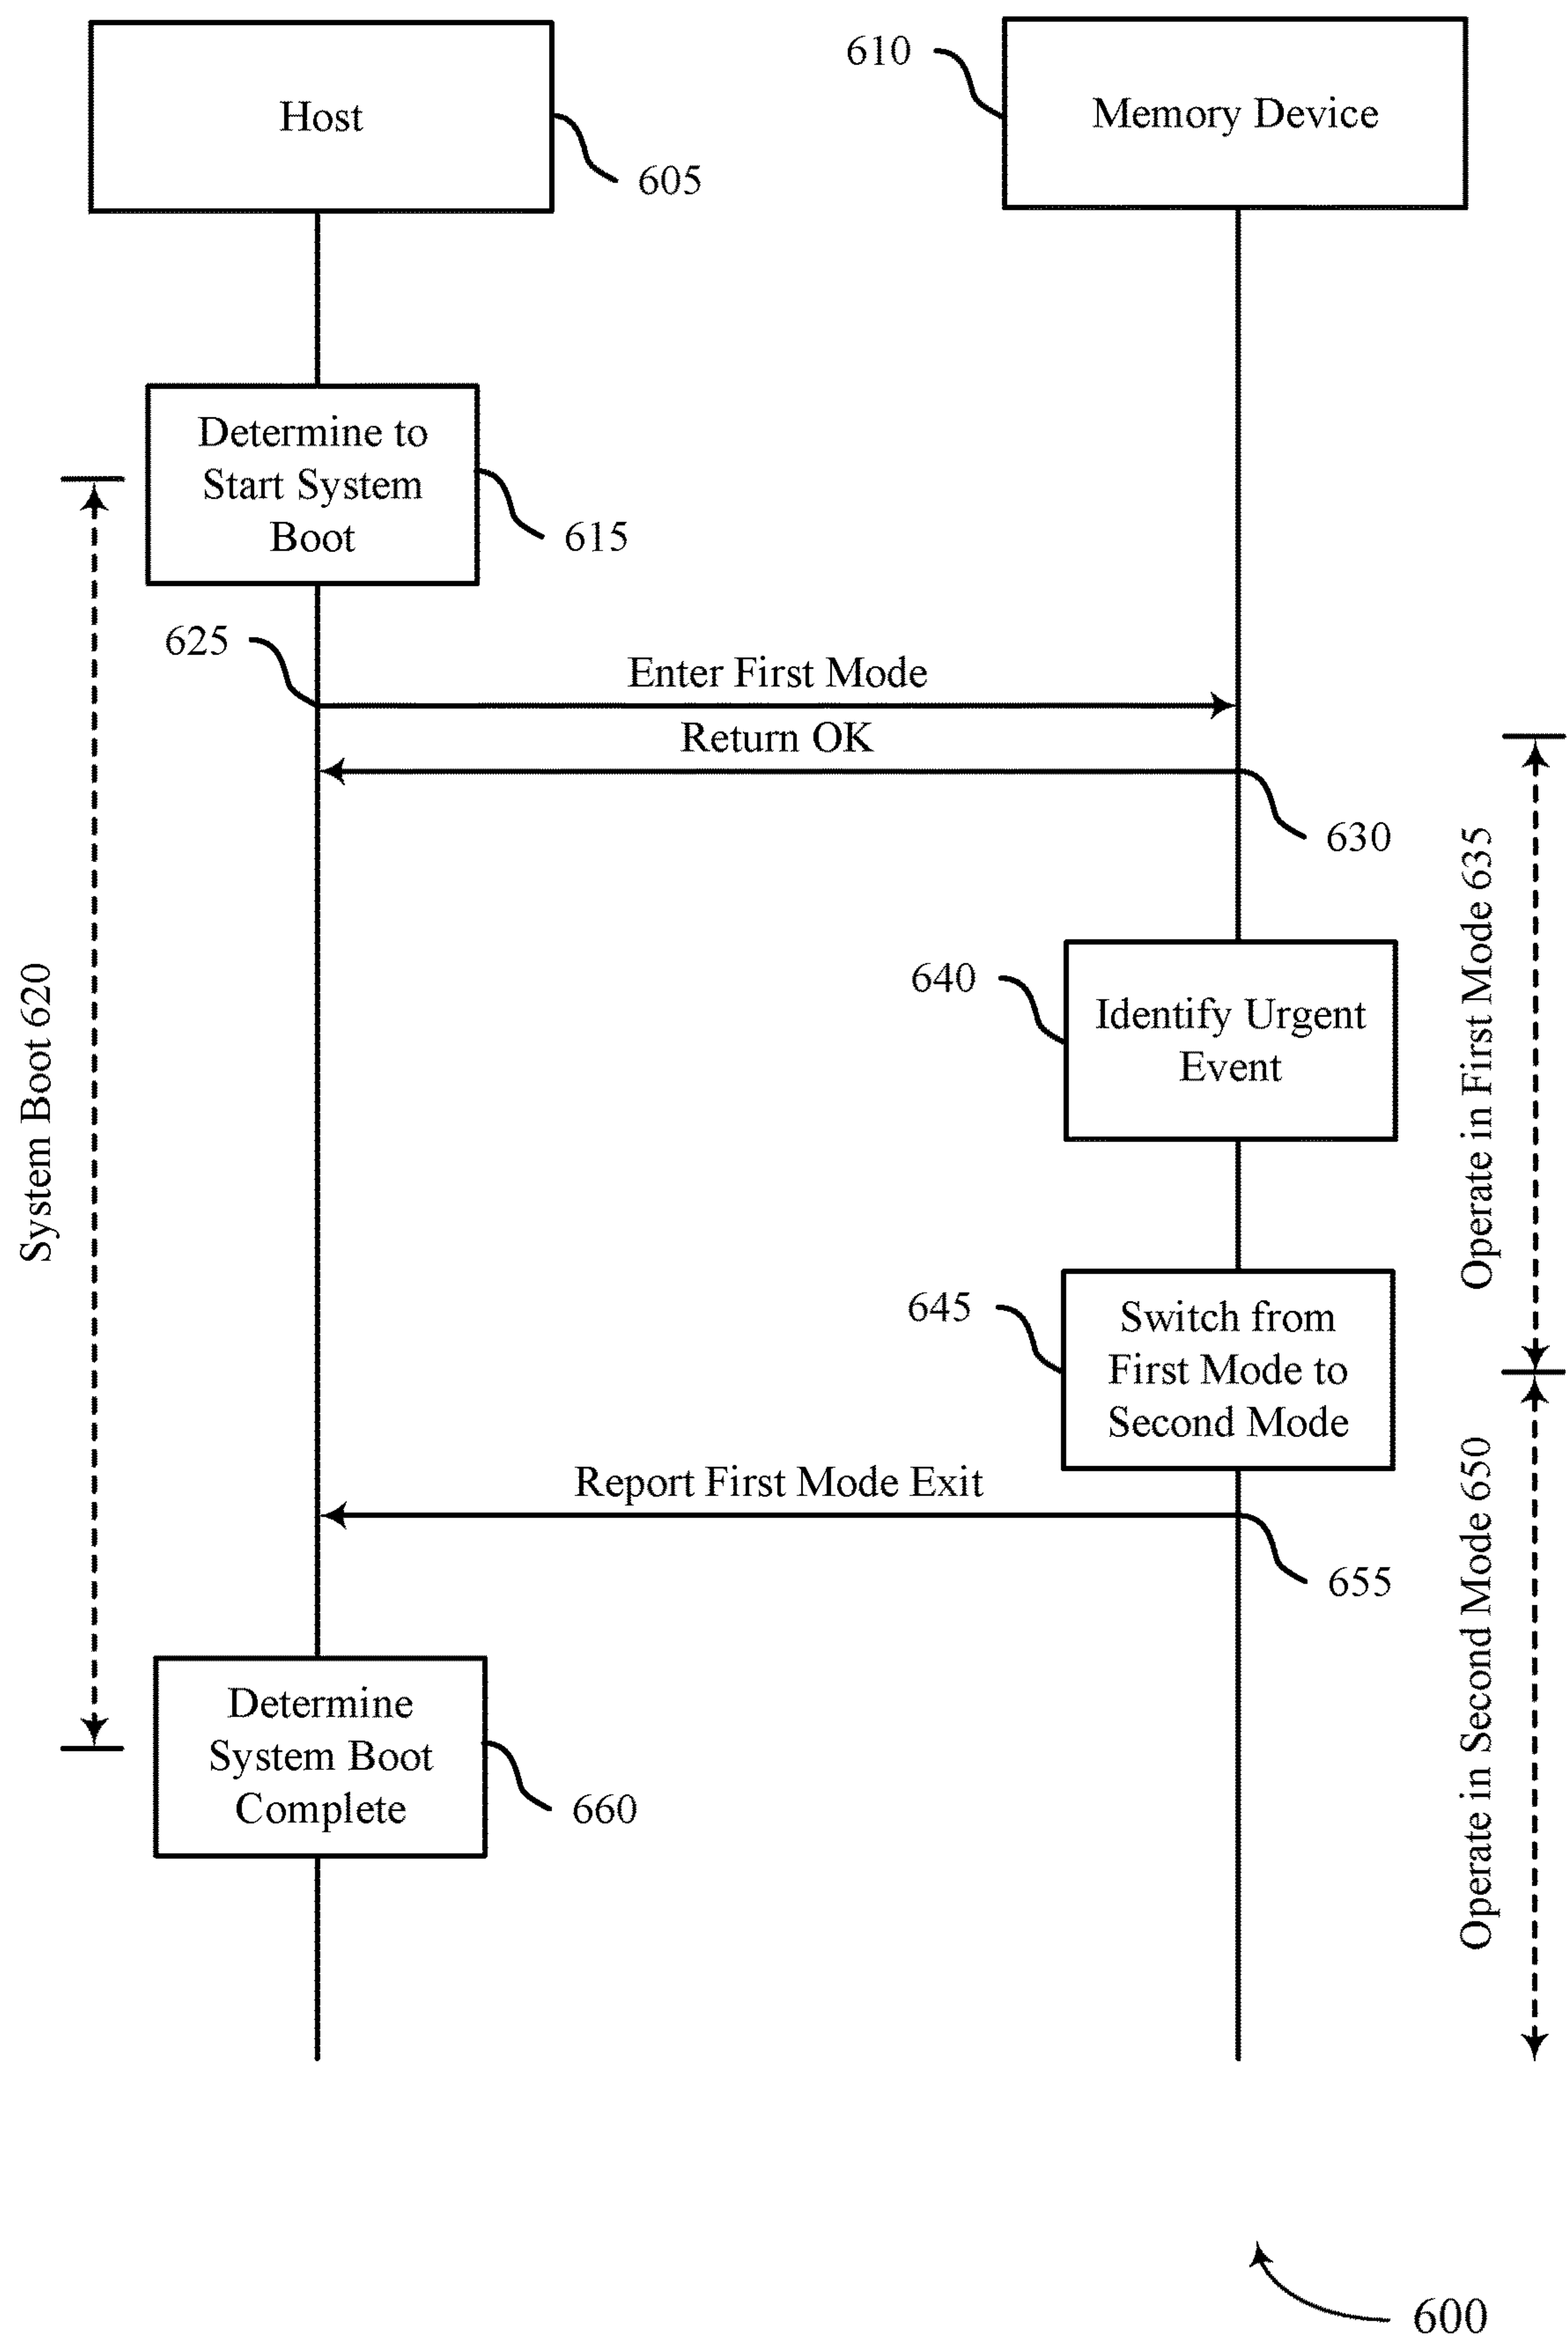 Host
605
610
Memory Device
Determine to
Start System
Boot
615
System Boot 620
625
Enter First Mode
Return OK
630
Operate in First Mode 635
640
Identify Urgent
Event
645
Switch from
First Mode to
Second Mode
Operate in Second Mode 650
Report First Mode Exit
655
Determine
System Boot
Complete
660
600